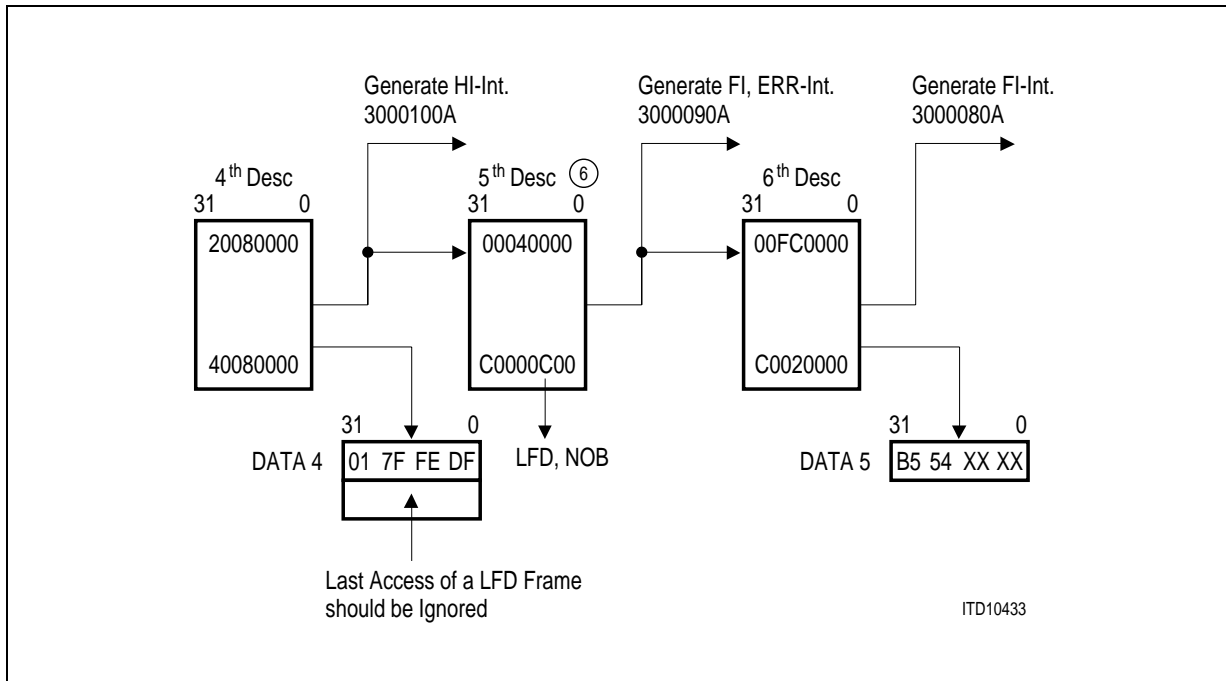 Generate HI-Int.
3000100A
Generate FI, ERR-Int.
3000090A
Generate FI-Int.
3000080A
4th Desc
5th Desc 6
6th Desc
31 0
31 0
31 0
20080000
00040000
00FC0000
40080000
C0000C00
C0020000
31 0
31 0
DATA 4 01 7F FE DF
LFD, NOB
DATA 5 B5 54 XX XX
Last Access of a LFD Frame
should be Ignored
ITD10433